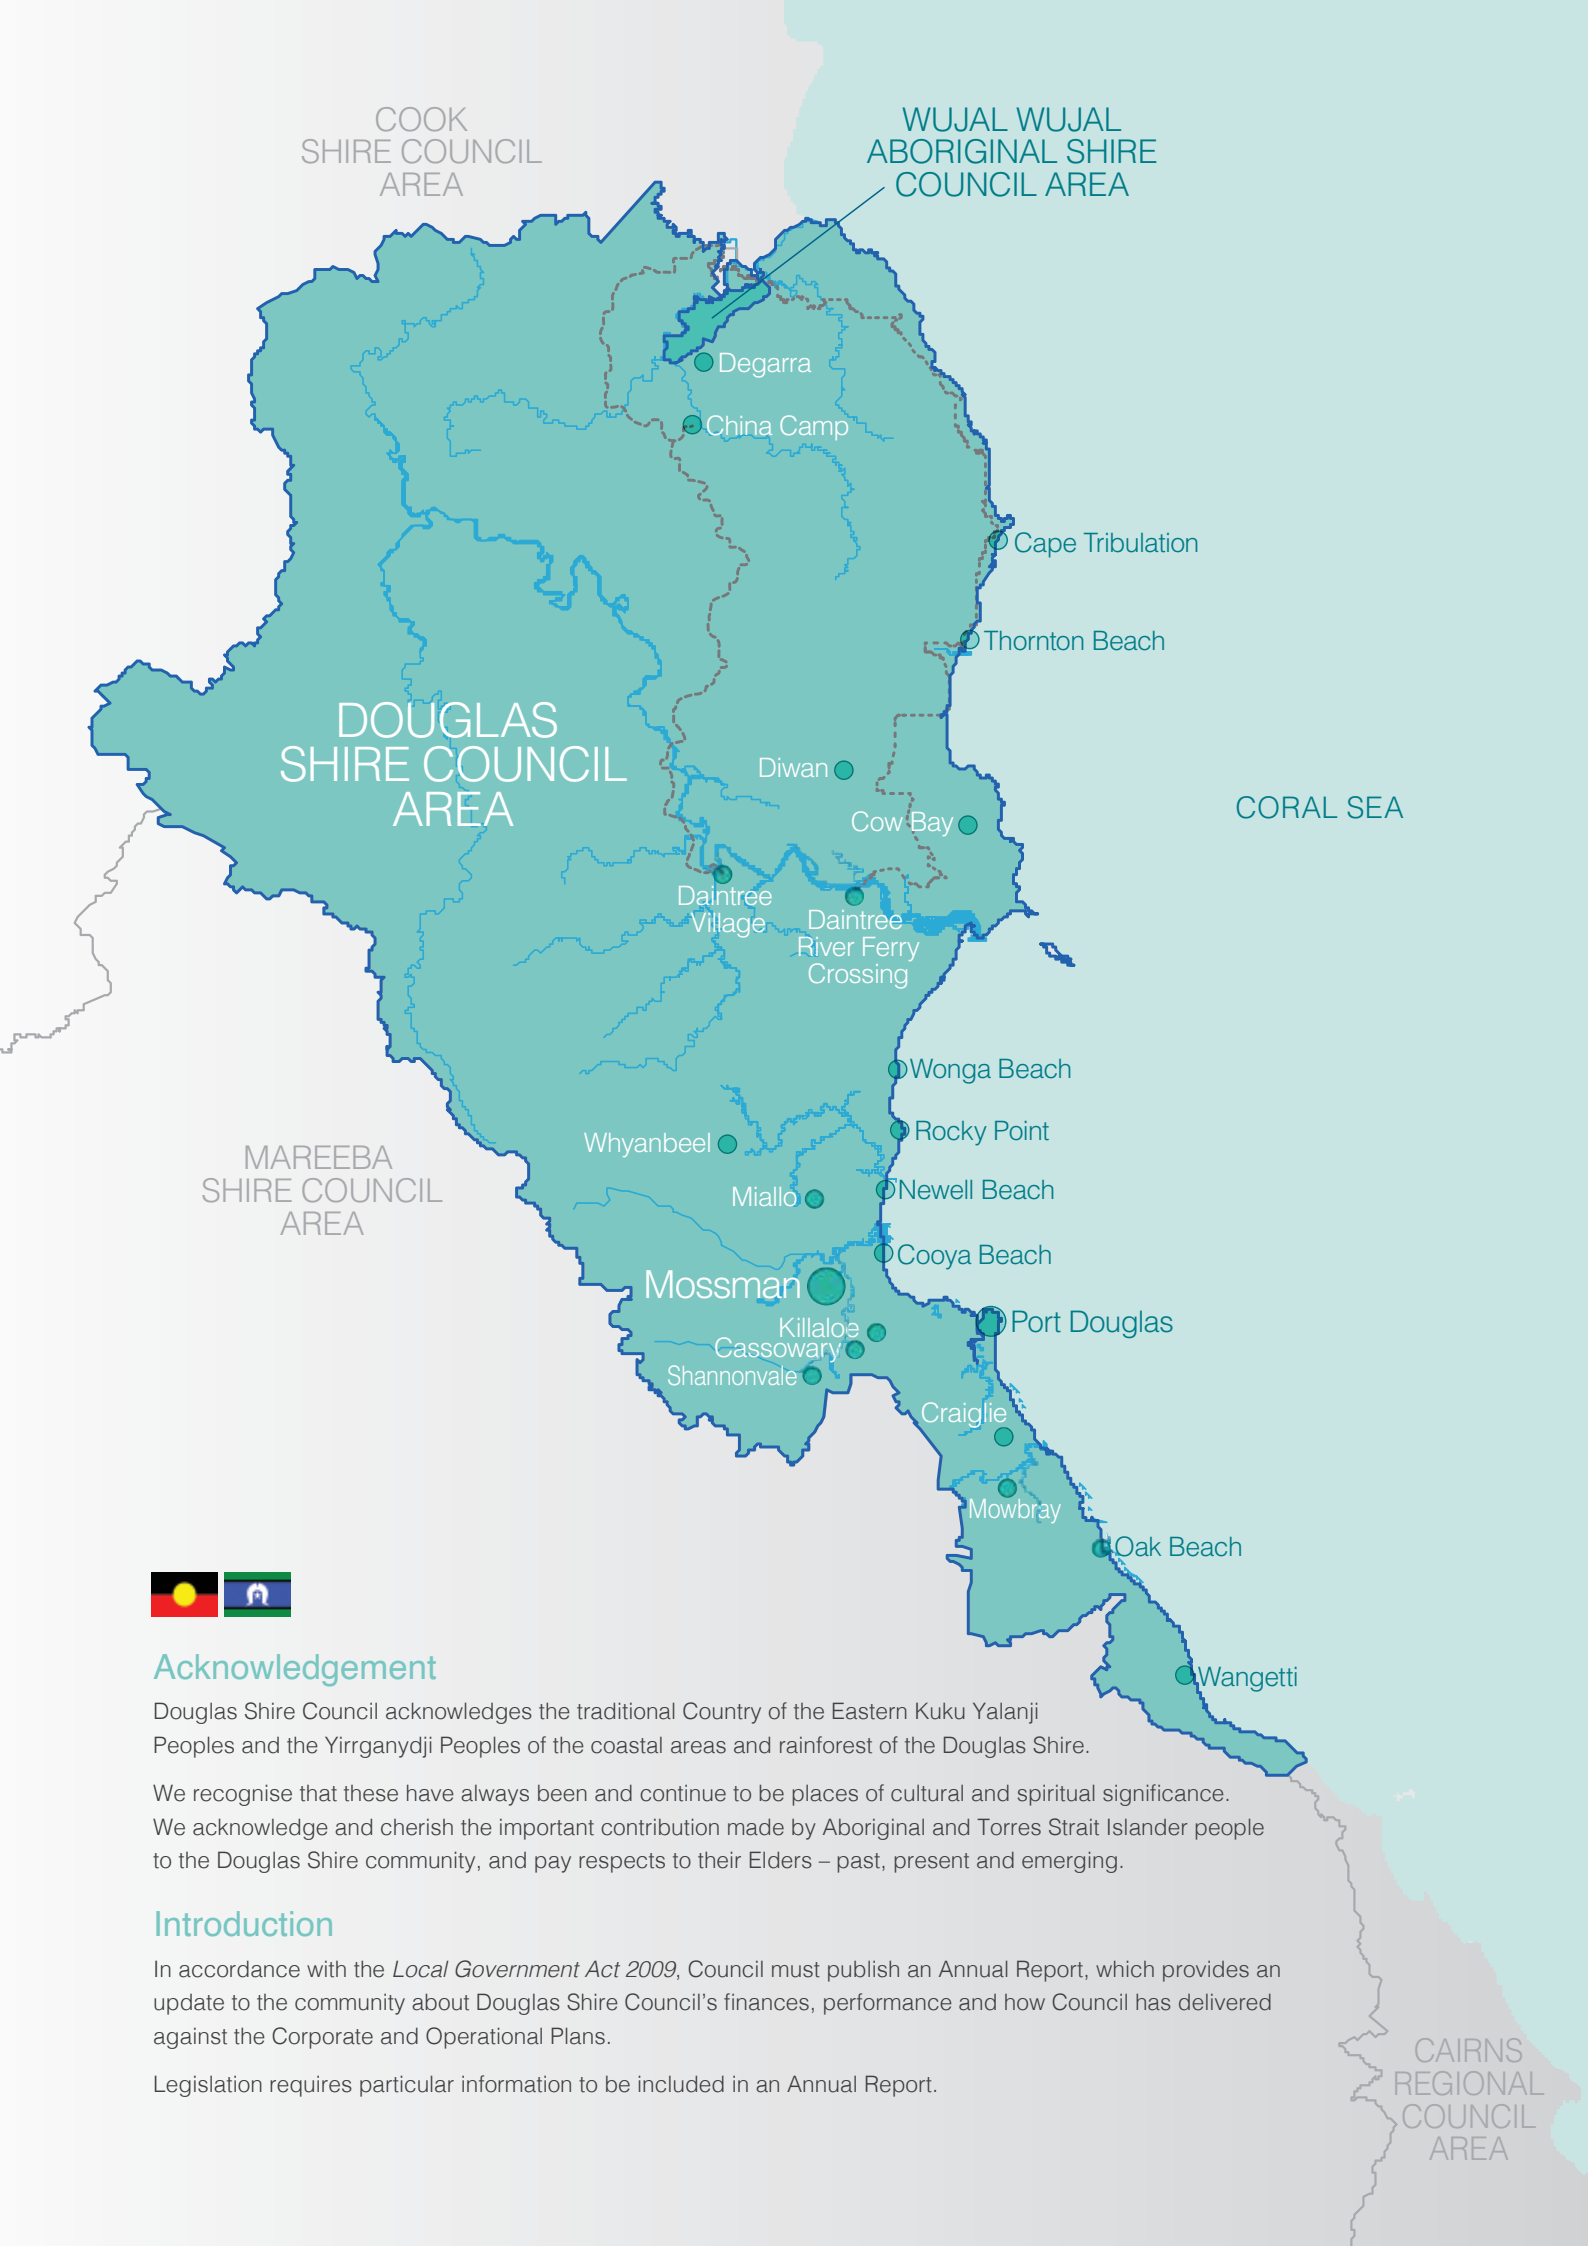 COOK
SHIRE COUNCIL
AREA
WUJAL WUJAL
ABORIGINAL SHIRE
COUNCIL AREA
Degarra
China Camp
Cape Tribulation
Thornton Beach
DOUGLAS
SHIRE COUNCIL
AREA
Diwan
CORAL SEA
Cow Bay
Daintree
Village
Daintree
River Ferry
Crossing
Wonga Beach
Rocky Point
Whyanbeel
MAREEBA
SHIRE COUNCIL
AREA
Newell Beach
Miallo
Cooya Beach
Mossman
Port Douglas
Killaloe
Cassowary
Shannonvale
Craiglie
Mowbray
Oak Beach
Wangetti
Acknowledgement
Douglas Shire Council acknowledges the traditional Country of the Eastern Kuku Yalanji
Peoples and the Yirrganydji Peoples of the coastal areas and rainforest of the Douglas Shire.
We recognise that these have always been and continue to be places of cultural and spiritual significance.
We acknowledge and cherish the important contribution made by Aboriginal and Torres Strait Islander people
to the Douglas Shire community, and pay respects to their Elders – past, present and emerging.
Introduction
In accordance with the Local Government Act 2009, Council must publish an Annual Report, which provides an
update to the community about Douglas Shire Council’s finances, performance and how Council has delivered
against the Corporate and Operational Plans.
Legislation requires particular information to be included in an Annual Report.
CAIRNS
REGIONAL
COUNCIL
AREA